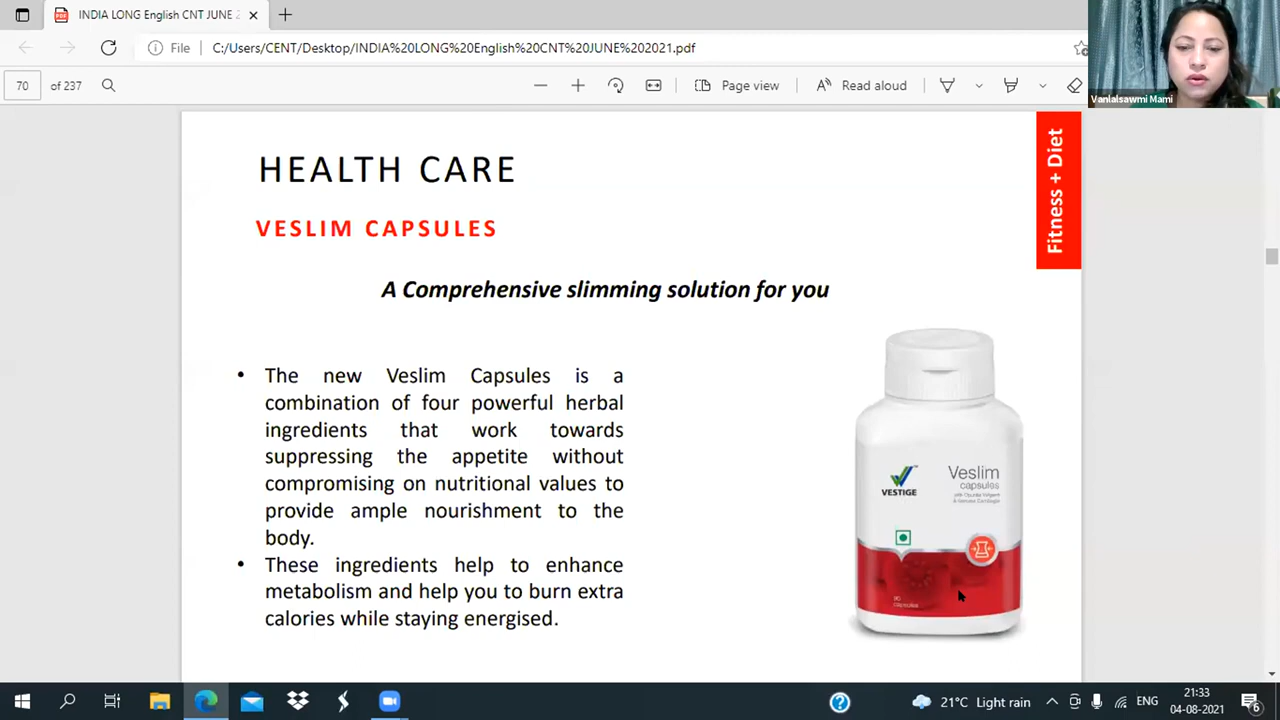 INDIA LONG English CNT JUNE 2
File
C:/Users/CENT/Desktop/INDIA%20LONG%20English%20CNT%20JUNE%202021.pdf
70 of 237
Page view
Read aloud
Vanlalsawmi Mami
HEALTH CARE
Fitness + Diet
VESLIM CAPSULES
A Comprehensive slimming solution for you
• The new Veslim Capsules is a
combination of four powerful herbal
ingredients that work towards
suppressing the appetite without
compromising on nutritional values to
provide ample nourishment to the
body.
• These ingredients help to enhance
metabolism and help you to burn extra
calories while staying energised.
VESTIGE
Veslim
capsules
90
capsules
21°C Light rain
ENG
21:33
04-08-2021
6